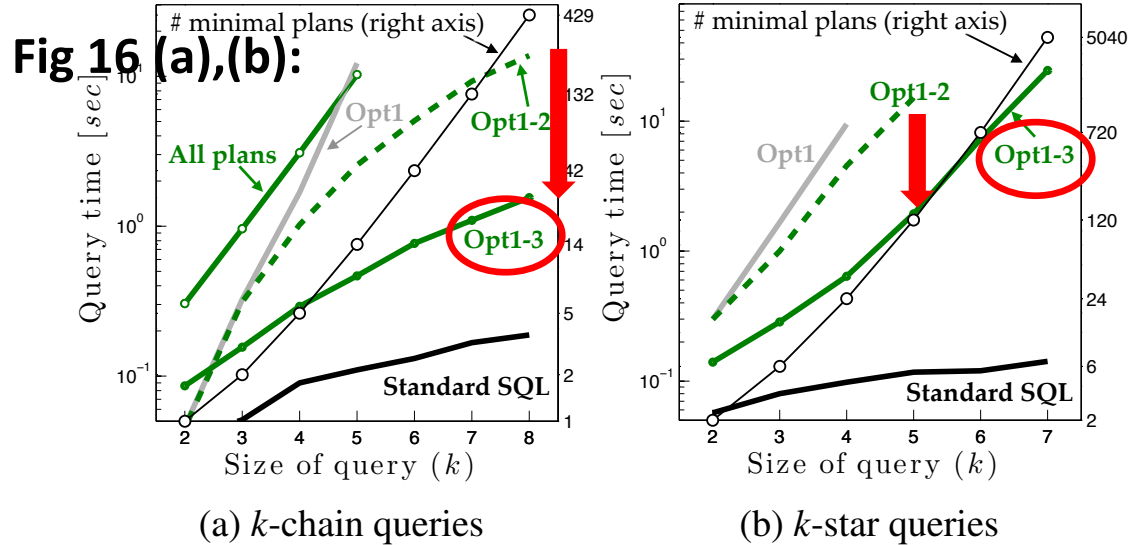 Fig 16 (a),(b):
# minimal plans (right axis)
Query time [sec]
10^1
10^0
10^-1
All plans
Opt1
Opt1-2
Opt1-3
Standard SQL
429
132
42
14
5
2
1
2 3 4 5 6 7 8
Size of query (k)
(a) k-chain queries
# minimal plans (right axis)
Query time [sec]
10^1
10^0
10^-1
Opt1
Opt1-2
Opt1-3
Standard SQL
5040
720
120
24
6
2
2 3 4 5 6 7
Size of query (k)
(b) k-star queries